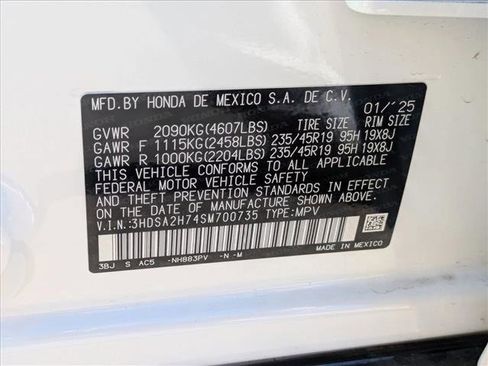 MFD.BY HONDA DE MEXICO S.A. DE C.V.
01/'25
GVWR 2090KG(4607LBS) TIRE SIZE RIM SIZE
GAWR F 1115KG(2458LBS) 235/45R19 95H 19X8J
GAWR R 1000KG(2204LBS) 235/45R19 95H 19X8J
THIS VEHICLE CONFORMS TO ALL APPLICABLE
FEDERAL MOTOR VEHICLE SAFETY
AND THEFT PREVENTION STANDARDS IN EFFECT
ON THE DATE OF MANUFACTURE SHOWN ABOVE.
V.I.N.:3HDSA2H74SM700735 TYPE:MPV
3BJ S AC5 -NH883PV -N -M
MADE IN MEXICO